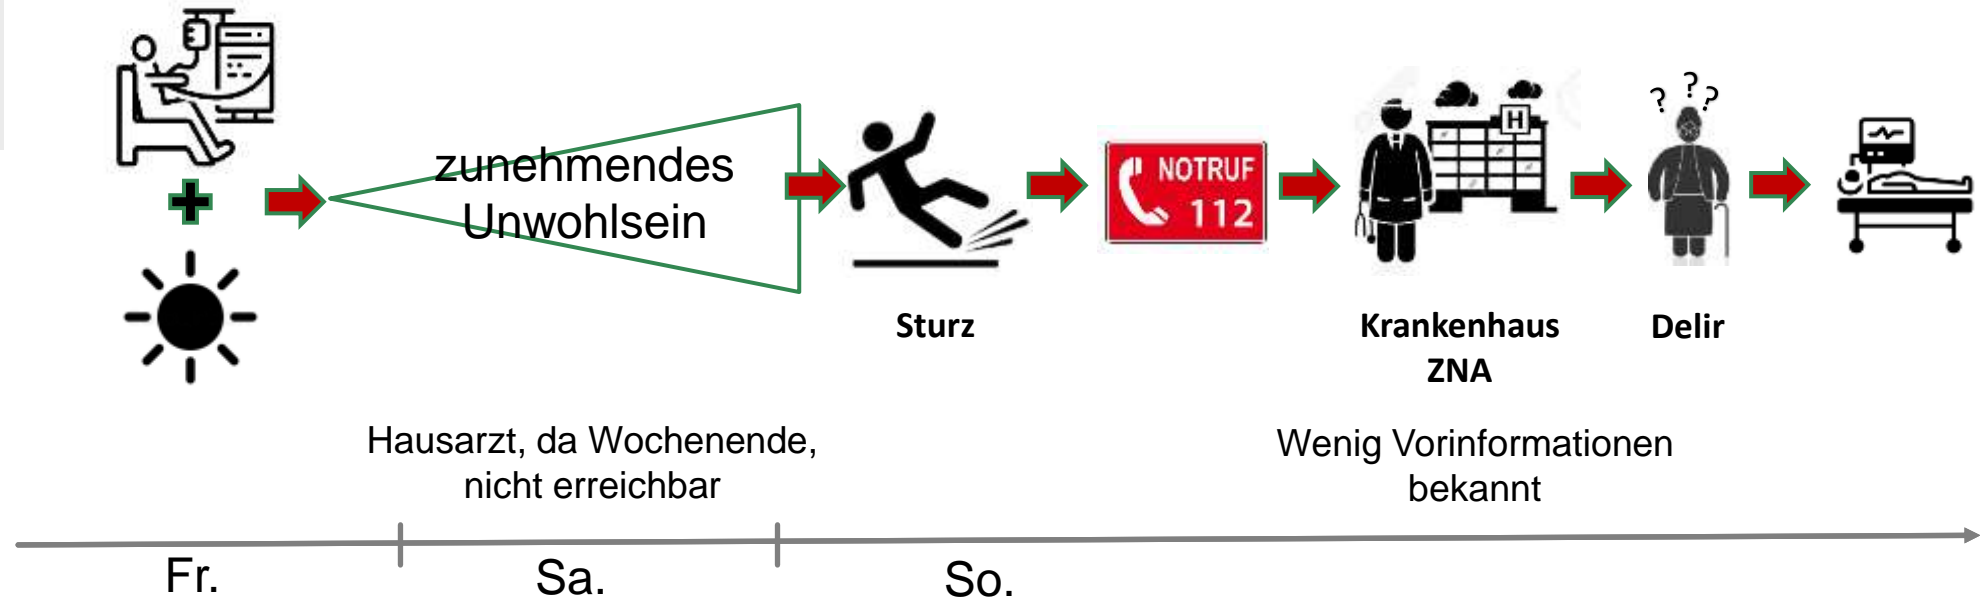 ? ? ?
H
NOTRUF
112
zunehmendes
Unwohlsein
Sturz
Krankenhaus
ZNA
Delir
Hausarzt, da Wochenende,
nicht erreichbar
Wenig Vorinformationen
bekannt
Fr.
Sa.
So.